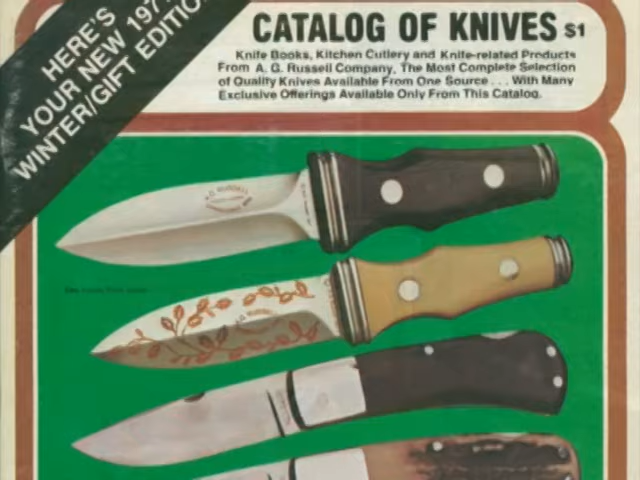 HERE'S
YOUR NEW 197
WINTER/GIFT EDITIO
CATALOG OF KNIVES $1
Knife Books, Kitchen Cutlery and Knife-related Products
From A. G. Russell Company, The Most Complete Selection
of Quality Knives Available From One Source . . . With Many
Exclusive Offerings Available Only From This Catalog.
A.G. RUSSELL
RUSSELL